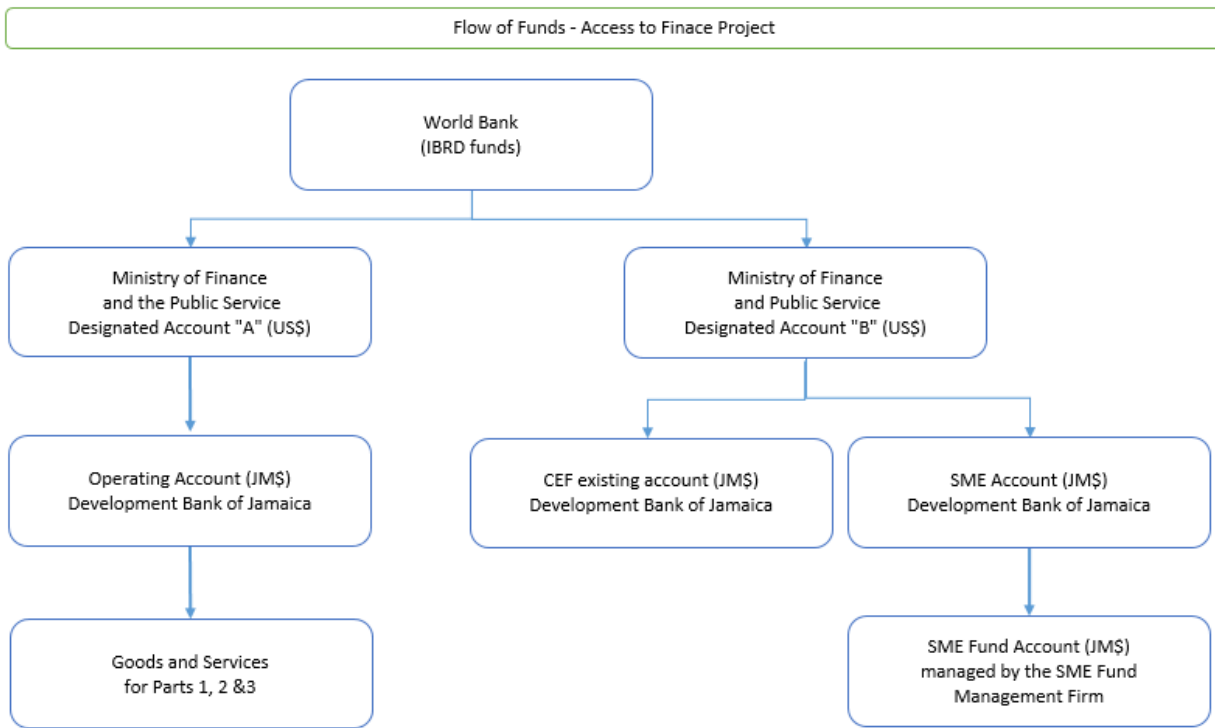 Flow of Funds - Access to Finace Project
World Bank
(IBRD funds)
Ministry of Finance
and the Public Service
Designated Account "A" (US$)
Ministry of Finance
and Public Service
Designated Account "B" (US$)
Operating Account (JM$)
Development Bank of Jamaica
CEF existing account (JM$)
Development Bank of Jamaica
SME Account (JM$)
Development Bank of Jamaica
Goods and Services
for Parts 1, 2 &3
SME Fund Account (JM$)
managed by the SME Fund
Management Firm